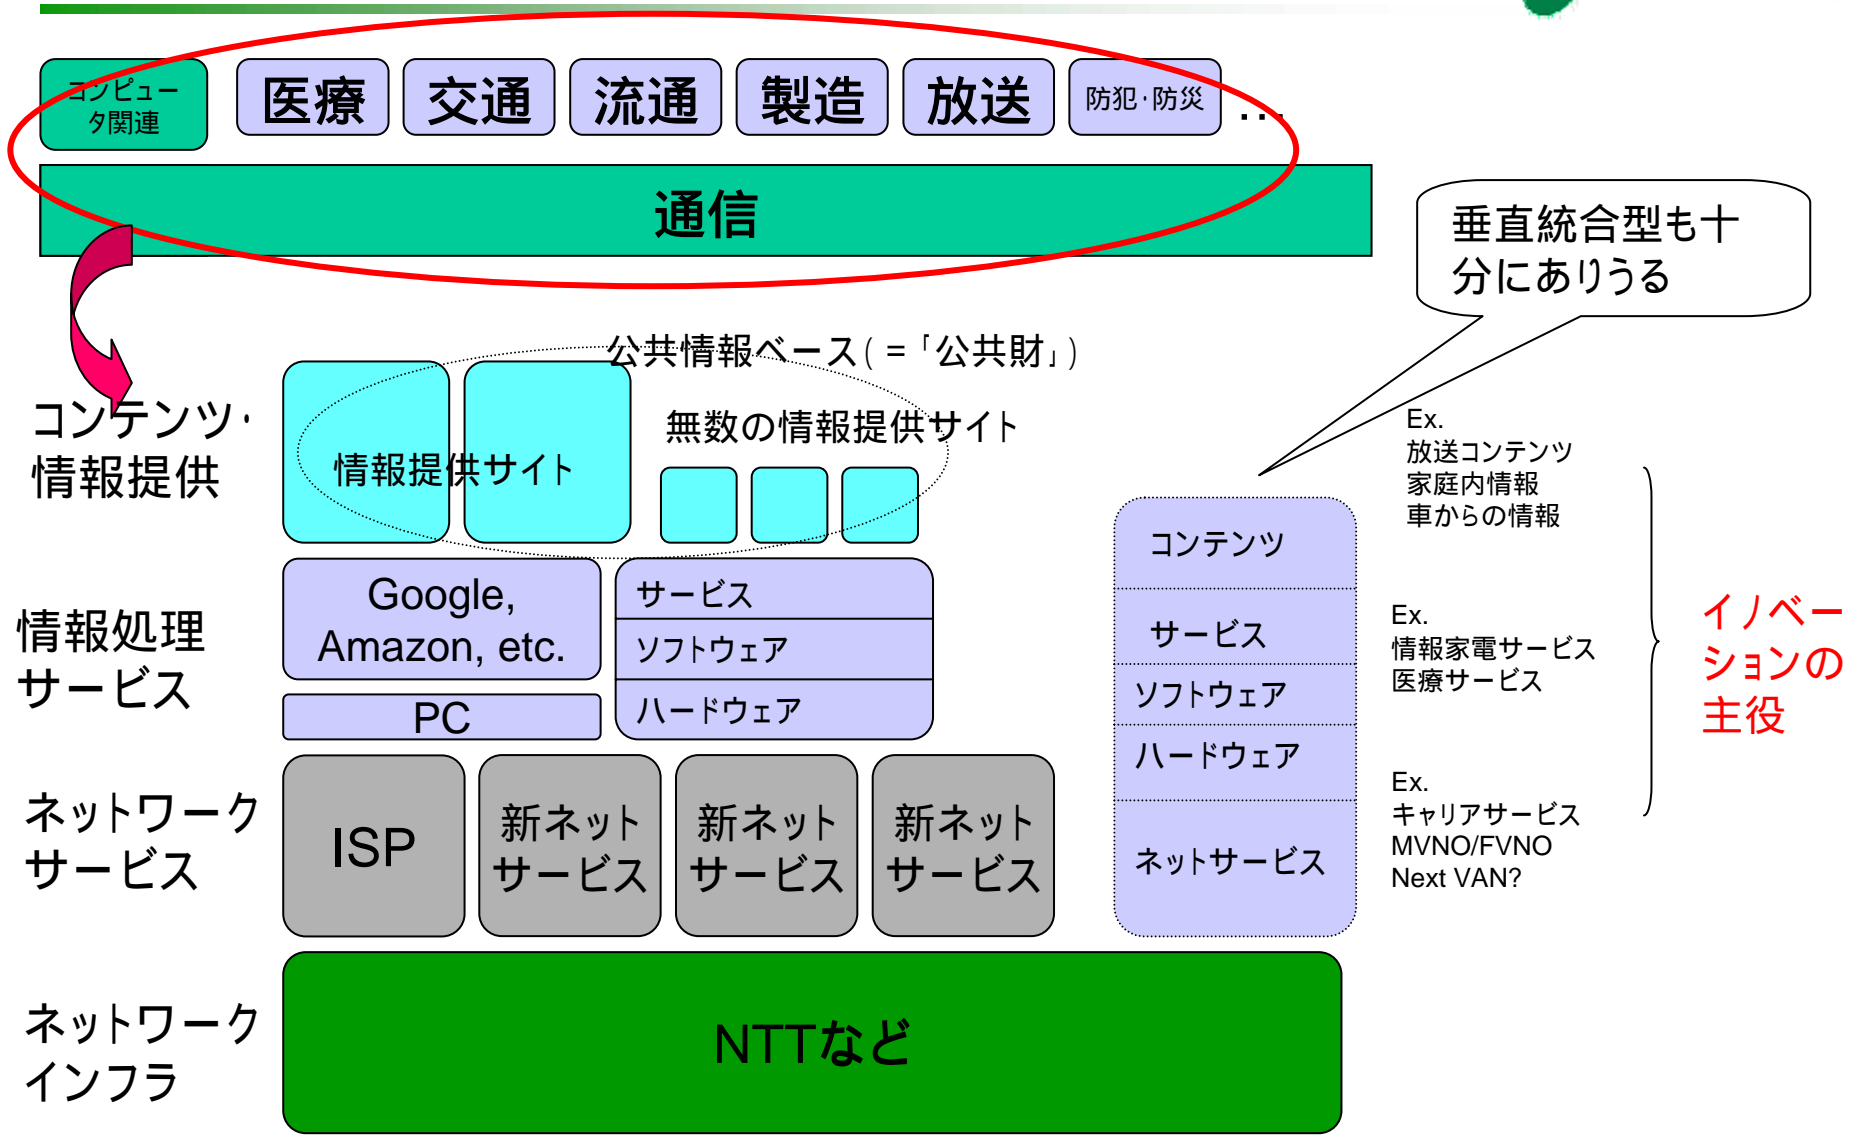 コンピュー
タ関連
医療
交通
流通
製造
放送
防犯・防災
…
通信
垂直統合型も十
分にありうる
公共情報ベース(=「公共財」)
コンテンツ・
情報提供
情報提供サイト
無数の情報提供サイト
Ex.
放送コンテンツ
家庭内情報
車からの情報
情報処理
サービス
Google,
Amazon, etc.
PC
サービス
ソフトウェア
ハードウェア
コンテンツ
サービス
ソフトウェア
ハードウェア
ネットサービス
Ex.
情報家電サービス
医療サービス
イノベー
ションの
主役
ネットワーク
サービス
ISP
新ネット
サービス
新ネット
サービス
新ネット
サービス
Ex.
キャリアサービス
MVNO/FVNO
Next VAN?
ネットワーク
インフラ
NTTなど